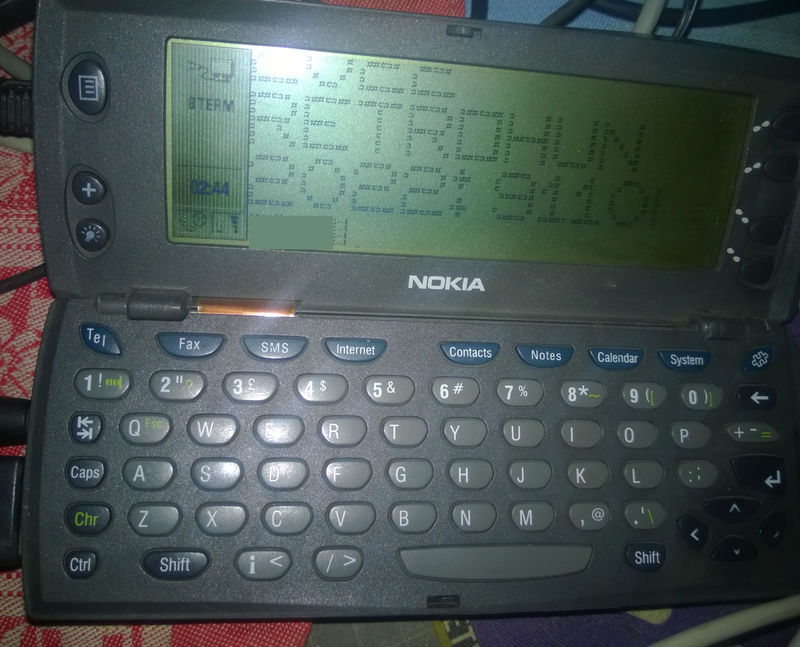 BTERM
02:44
NOKIA
Tel Fax SMS Internet Contacts Notes Calendar System
1! 2"? 3£ 4$ 5& 6# 7% 8*~ 9([ 0)]
Q Esc W E R T Y U I O P +-=
Caps A S D F G H J K L ;:
Chr Z X C V B N M ,@ .'\
Ctrl Shift i < / > Shift